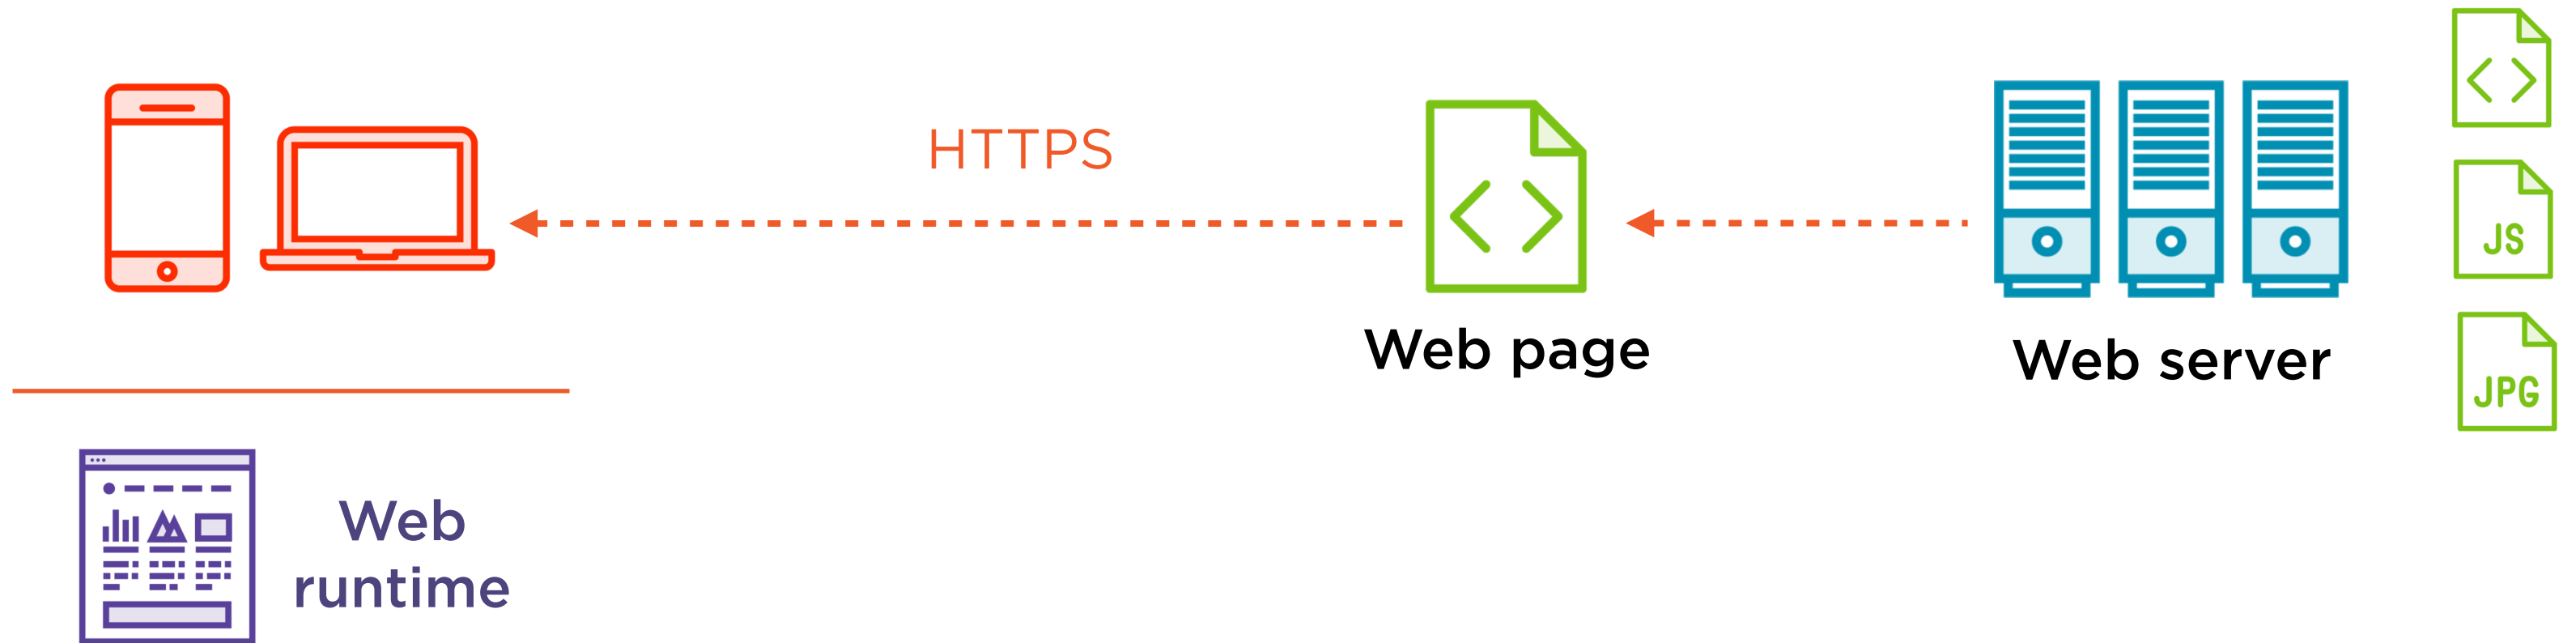 HTTPS
JS
JPG
Web page
Web server
Web
runtime